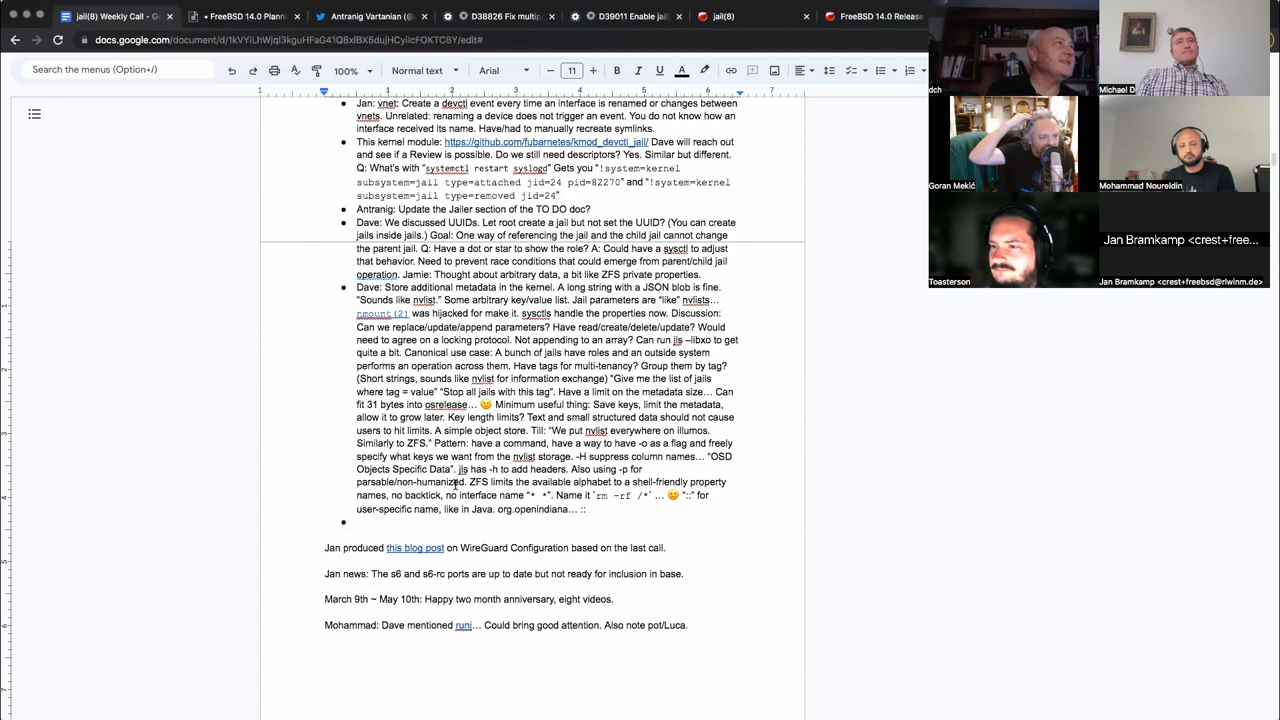 jail(8) Weekly Call - Goo
FreeBSD 14.0 Planne
Antranig Vartanian (@
D38826 Fix multip
D39011 Enable jail
jail(8)
FreeBSD 14.0 Releas
docs.google.com/document/d/1kVYiLhWjqI3kguHFaG41Q8xIBX5dujHCyiIcFOKTC8Y/edit#
Search the menus (Option+/)
100%
Normal text
Arial
11
B I U A
1 1 2 3 4 5 6 7
Jan: vnet: Create a devctl event every time an interface is renamed or changes between
vnets. Unrelated: renaming a device does not trigger an event. You do not know how an
interface received its name. Have/had to manually recreate symlinks.
This kernel module: https://github.com/fubarnetes/kmod_devctl_jail/ Dave will reach out
and see if a Review is possible. Do we still need descriptors? Yes. Similar but different.
Q: What's with "systemctl restart syslogd" Gets you "!system=kernel
subsystem=jail type=attached jid=24 pid=82270" and "!system=kernel
subsystem=jail type=removed jid=24"
Antranig: Update the Jailer section of the TO DO doc?
Dave: We discussed UUIDs. Let root create a jail but not set the UUID? (You can create
jails inside jails.) Goal: One way of referencing the jail and the child jail cannot change
the parent jail. Q: Have a dot or star to show the role? A: Could have a sysctl to adjust
that behavior. Need to prevent race conditions that could emerge from parent/child jail
operation. Jamie: Thought about arbitrary data, a bit like ZFS private properties.
Dave: Store additional metadata in the kernel. A long string with a JSON blob is fine.
"Sounds like nvlist." Some arbitrary key/value list. Jail parameters are "like" nvlists…
nmount(2) was hijacked for make it. sysctls handle the properties now. Discussion:
Can we replace/update/append parameters? Have read/create/delete/update? Would
need to agree on a locking protocol. Not appending to an array? Can run jls –libxo to get
quite a bit. Canonical use case: A bunch of jails have roles and an outside system
performs an operation across them. Have tags for multi-tenancy? Group them by tag?
(Short strings, sounds like nvlist for information exchange) "Give me the list of jails
where tag = value" "Stop all jails with this tag". Have a limit on the metadata size… Can
fit 31 bytes into osrelease… 😀 Minimum useful thing: Save keys, limit the metadata,
allow it to grow later. Key length limits? Text and small structured data should not cause
users to hit limits. A simple object store. Till: "We put nvlist everywhere on illumos.
Similarly to ZFS." Pattern: have a command, have a way to have -o as a flag and freely
specify what keys we want from the nvlist storage. -H suppress column names… "OSD
Objects Specific Data". jls has -h to add headers. Also using -p for
parsable/non-humanized. ZFS limits the available alphabet to a shell-friendly property
names, no backtick, no interface name "* *". Name it `rm -rf /*` … 🙁 "::" for
user-specific name, like in Java. org.openindiana… ::
Jan produced this blog post on WireGuard Configuration based on the last call.
Jan news: The s6 and s6-rc ports are up to date but not ready for inclusion in base.
March 9th ~ May 10th: Happy two month anniversary, eight videos.
Mohammad: Dave mentioned runj… Could bring good attention. Also note pot/Luca.
dch
Michael D
Goran Mekić
Mohammad Noureldin
Toasterson
Jan Bramkamp <crest+free...
Jan Bramkamp <crest+freebsd@rlwinm.de>